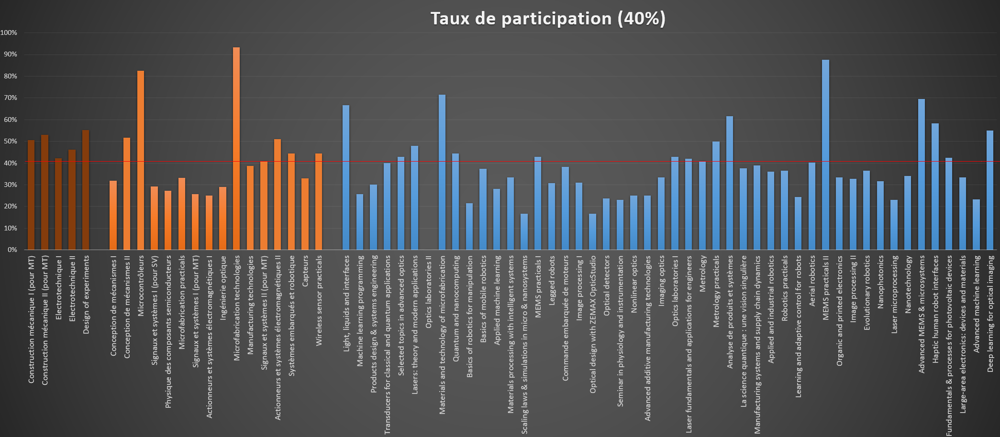 Taux de participation (40%)
100%
90%
80%
70%
60%
50%
40%
30%
20%
10%
0%
Construction mécanique I (pour MT)
Construction mécanique II (pour MT)
Electrotechnique I
Electrotechnique II
Design of experiments
Conception de mécanismes I
Conception de mécanismes II
Microcontrôleurs
Signaux et systèmes I (pour SV)
Physique des composants semiconducteurs
Microfabrication practicals
Signaux et systèmes I (pour MT)
Actionneurs et systèmes électromagnétiques I
Ingénierie optique
Microfabrication technologies
Manufacturing technologies
Signaux et systèmes II (pour MT)
Actionneurs et systèmes électromagnétiques II
Systèmes embarqués et robotique
Capteurs
Wireless sensor practicals
Light, liquids and interfaces
Machine learning programming
Products design & systems engineering
Transducers for classical and quantum applications
Selected topics in advanced optics
Lasers: theory and modern applications
Optics laboratories II
Materials and technology of microfabrication
Quantum and nanocomputing
Basics of robotics for manipulation
Basics of mobile robotics
Applied machine learning
Materials processing with intelligent systems
Scaling laws & simulations in micro & nanosystems
MEMS practicals I
Legged robots
Commande embarquée de moteurs
Image processing I
Optical design with ZEMAX OpticStudio
Optical detectors
Seminar in physiology and instrumentation
Nonlinear optics
Advanced additive manufacturing technologies
Imaging optics
Optics laboratories I
Laser fundamentals and applications for engineers
Metrology
Metrology practicals
Analyse de produits et systèmes
La science quantique : une vision singulière
Manufacturing systems and supply chain dynamics
Applied and industrial robotics
Robotics practicals
Learning and adaptive control for robots
Aerial robotics
MEMS practicals II
Organic and printed electronics
Image processing II
Evolutionary robotics
Nanophotonics
Laser microprocessing
Nanotechnology
Advanced MEMS & microsystems
Haptic human robot interfaces
Fundamentals & processes for photovoltaic devices
Large-area electronics: devices and materials
Advanced machine learning
Deep learning for optical imaging